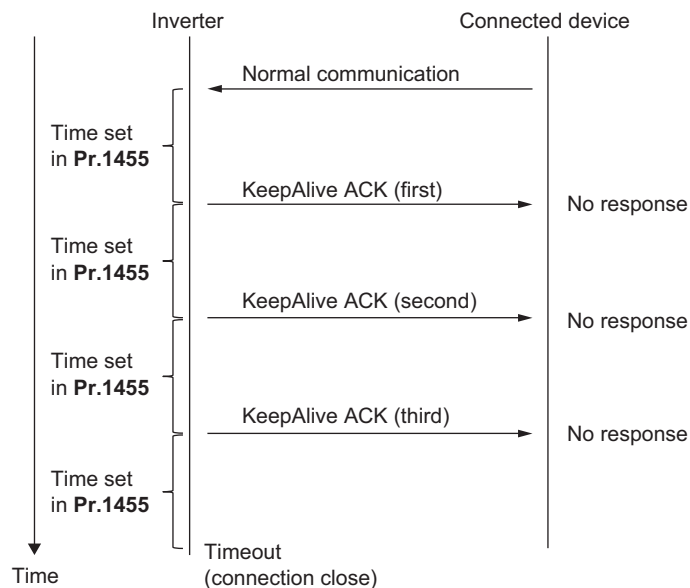 Inverter
Connected device
Normal communication
Time set
in Pr.1455
KeepAlive ACK (first)
No response
Time set
in Pr.1455
KeepAlive ACK (second)
No response
Time set
in Pr.1455
KeepAlive ACK (third)
No response
Time set
in Pr.1455
Timeout
(connection close)
Time